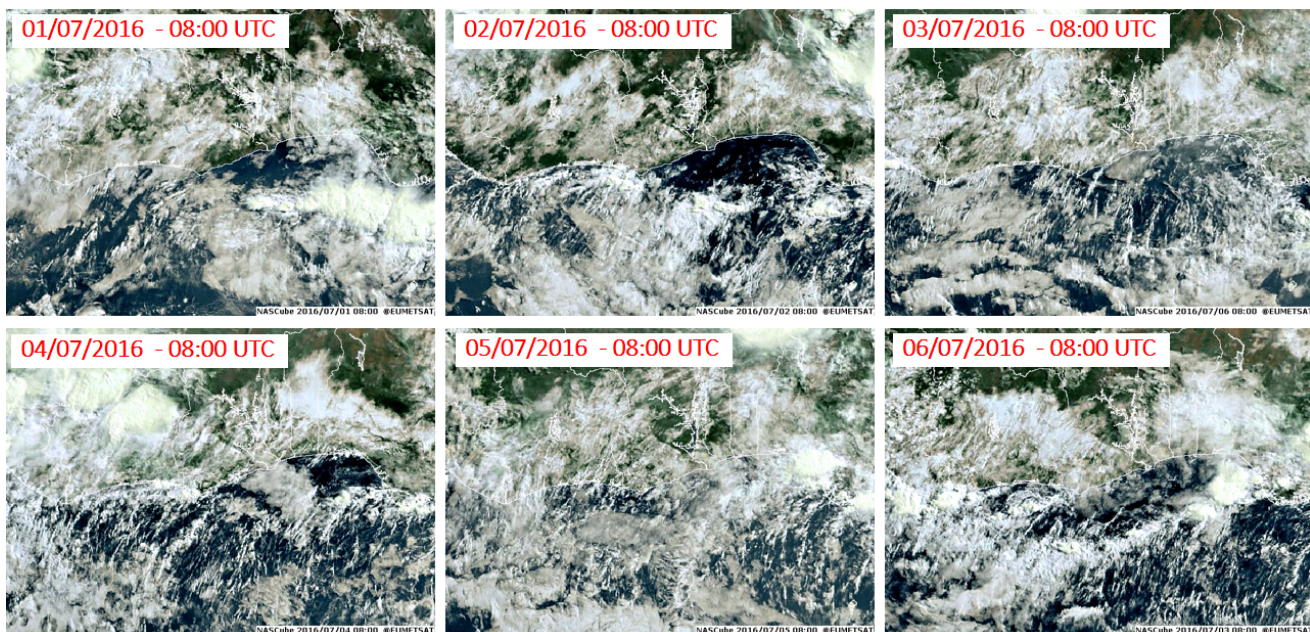 01/07/2016 - 08:00 UTC
02/07/2016 - 08:00 UTC
03/07/2016 - 08:00 UTC
NASCube 2016/07/01 08:00 @EUMETSAT
NASCube 2016/07/02 08:00 @EUMETSAT
NASCube 2016/07/06 08:00 @EUMETSAT
04/07/2016 - 08:00 UTC
05/07/2016 - 08:00 UTC
06/07/2016 - 08:00 UTC
NASCube 2016/07/04 08:00 @EUMETSAT
NASCube 2016/07/05 08:00 @EUMETSAT
NASCube 2016/07/03 08:00 @EUMETSAT